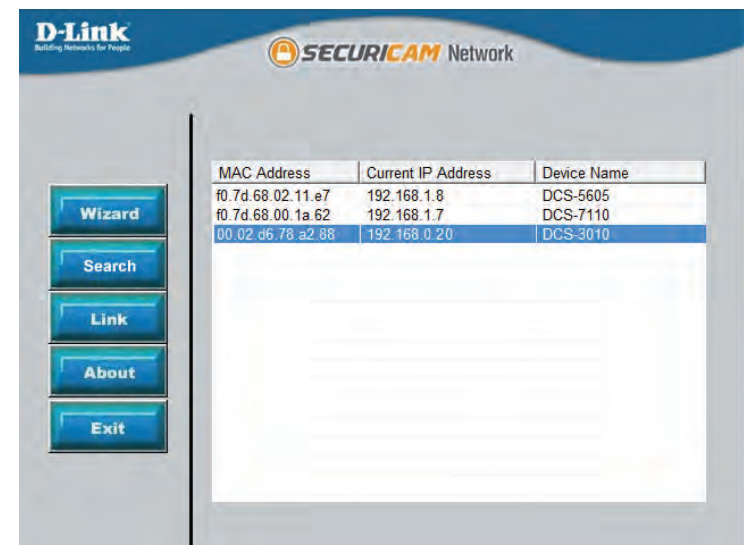 D-Link
Building Networks for People
SECURICAM Network
MAC Address Current IP Address Device Name
f0.7d.68.02.11.e7 192.168.1.8 DCS-5605
f0.7d.68.00.1a.62 192.168.1.7 DCS-7110
00.02.d6.78.a2.88 192.168.0.20 DCS-3010
Wizard
Search
Link
About
Exit